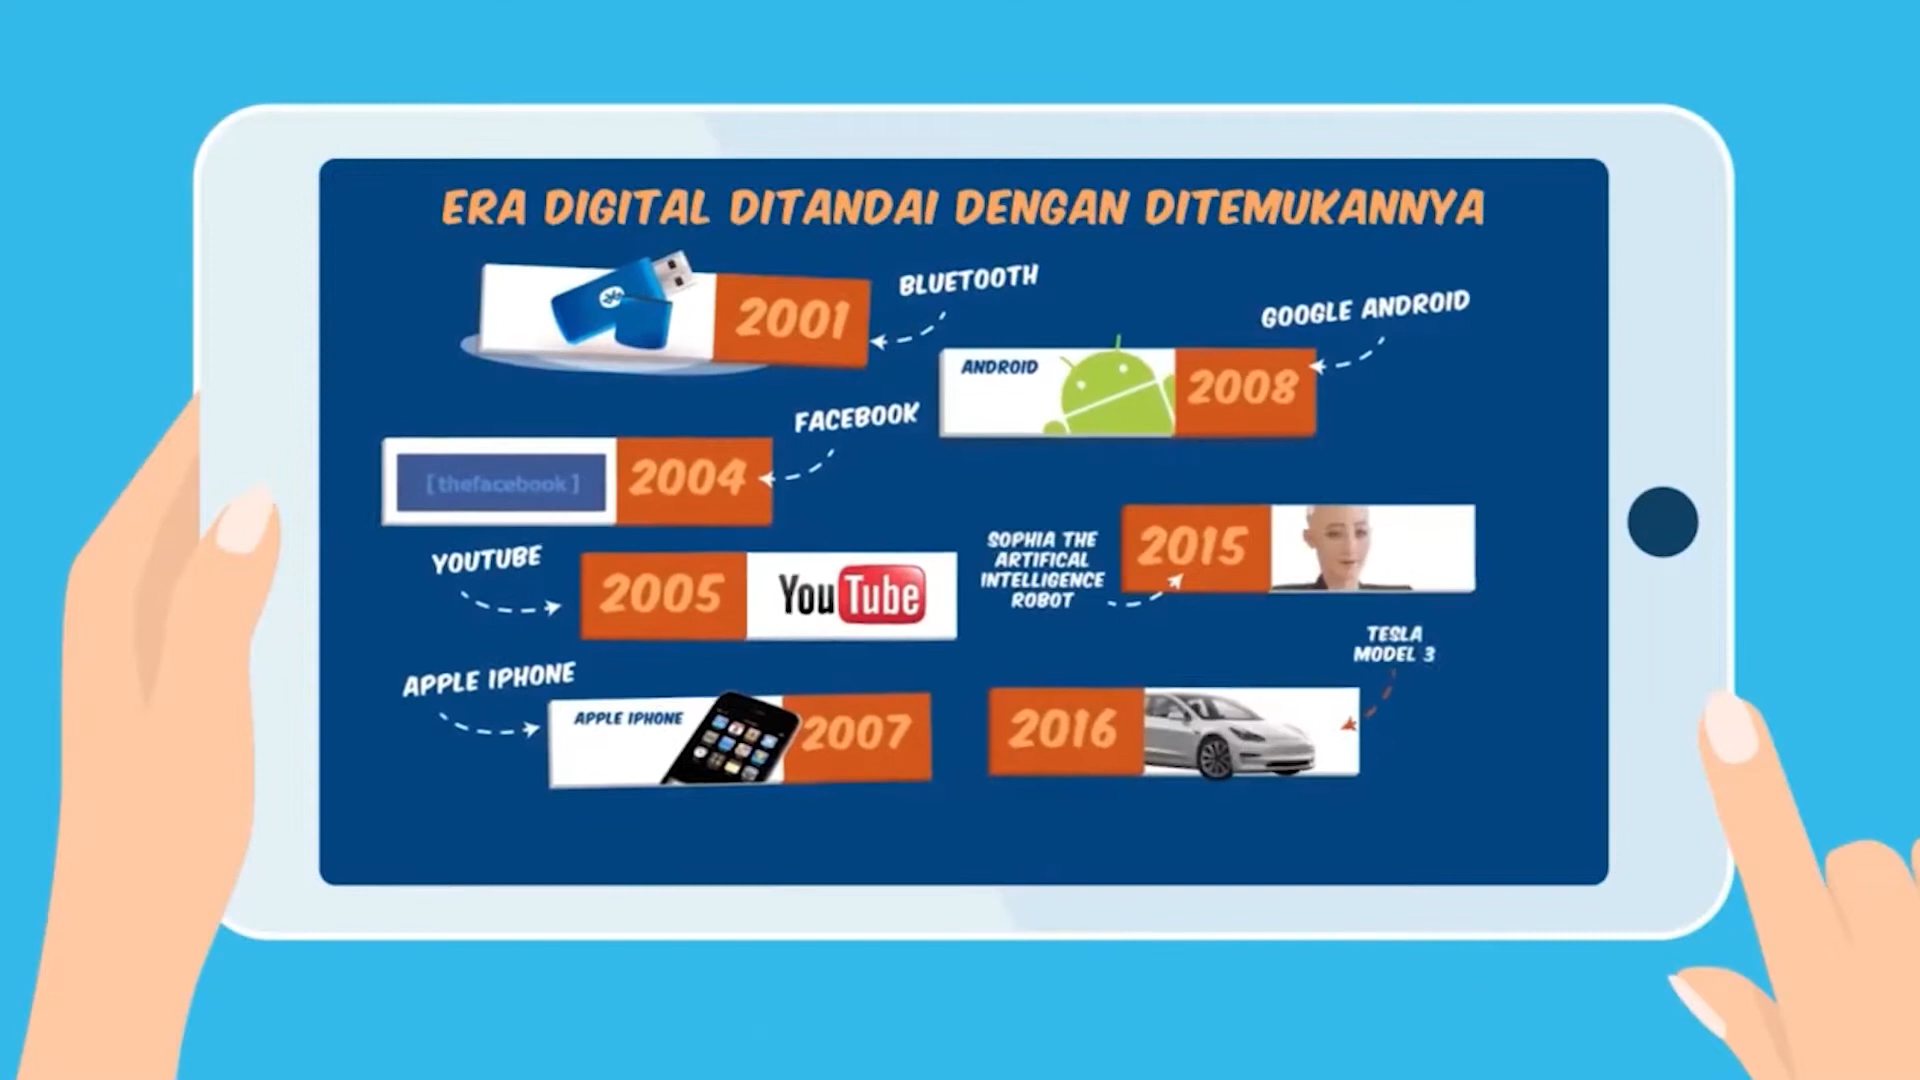 ERA DIGITAL DITANDAI DENGAN DITEMUKANNYA
2001
BLUETOOTH
FACEBOOK
[thefacebook]
2004
YOUTUBE
2005
YouTube
APPLE IPHONE
APPLE IPHONE
2007
GOOGLE ANDROID
ANDROID
2008
SOPHIA THE
ARTIFICAL
INTELLIGENCE
ROBOT
2015
TESLA
MODEL 3
2016